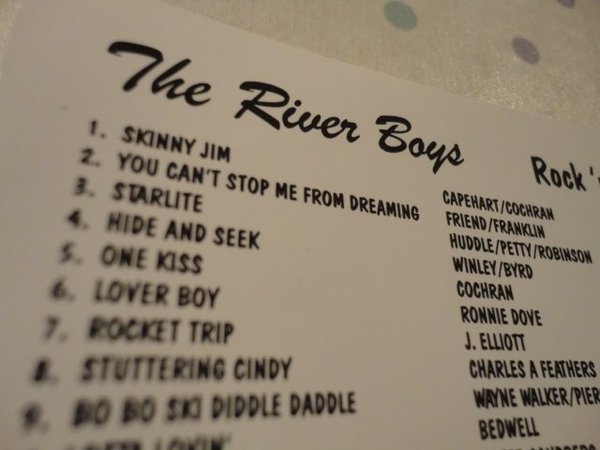 The River Boys
Rock '
1. SKINNY JIM
2. YOU CAN'T STOP ME FROM DREAMING
3. STARLITE
4. HIDE AND SEEK
5. ONE KISS
6. LOVER BOY
7. ROCKET TRIP
8. STUTTERING CINDY
9. BO BO SKI DIDDLE DADDLE
LOVIN'
CAPEHART/COCHRAN
FRIEND/FRANKLIN
HUDDLE/PETTY/ROBINSON
WINLEY/BYRD
COCHRAN
RONNIE DOVE
J. ELLIOTT
CHARLES A FEATHERS
WAYNE WALKER/PIER
BEDWELL